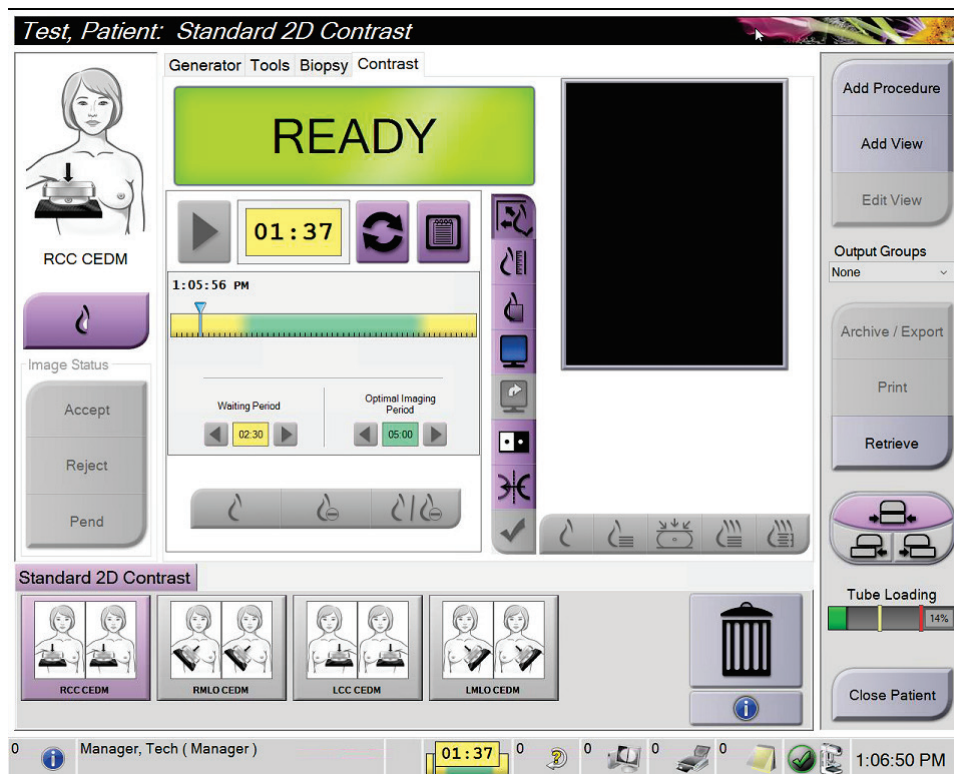 Test, Patient: Standard 2D Contrast
Generator Tools Biopsy Contrast
READY
01:37
1:05:56 PM
Waiting Period
Optimal Imaging
Period
02:30
05:00
RCC CEDM
Image Status
Accept
Reject
Pend
Add Procedure
Add View
Edit View
Output Groups
None
Archive / Export
Print
Retrieve
Tube Loading
14%
Close Patient
Standard 2D Contrast
RCC CEDM
RMLO CEDM
LCC CEDM
LMLO CEDM
0
Manager, Tech ( Manager )
01:37
0
0
0
0
1:06:50 PM